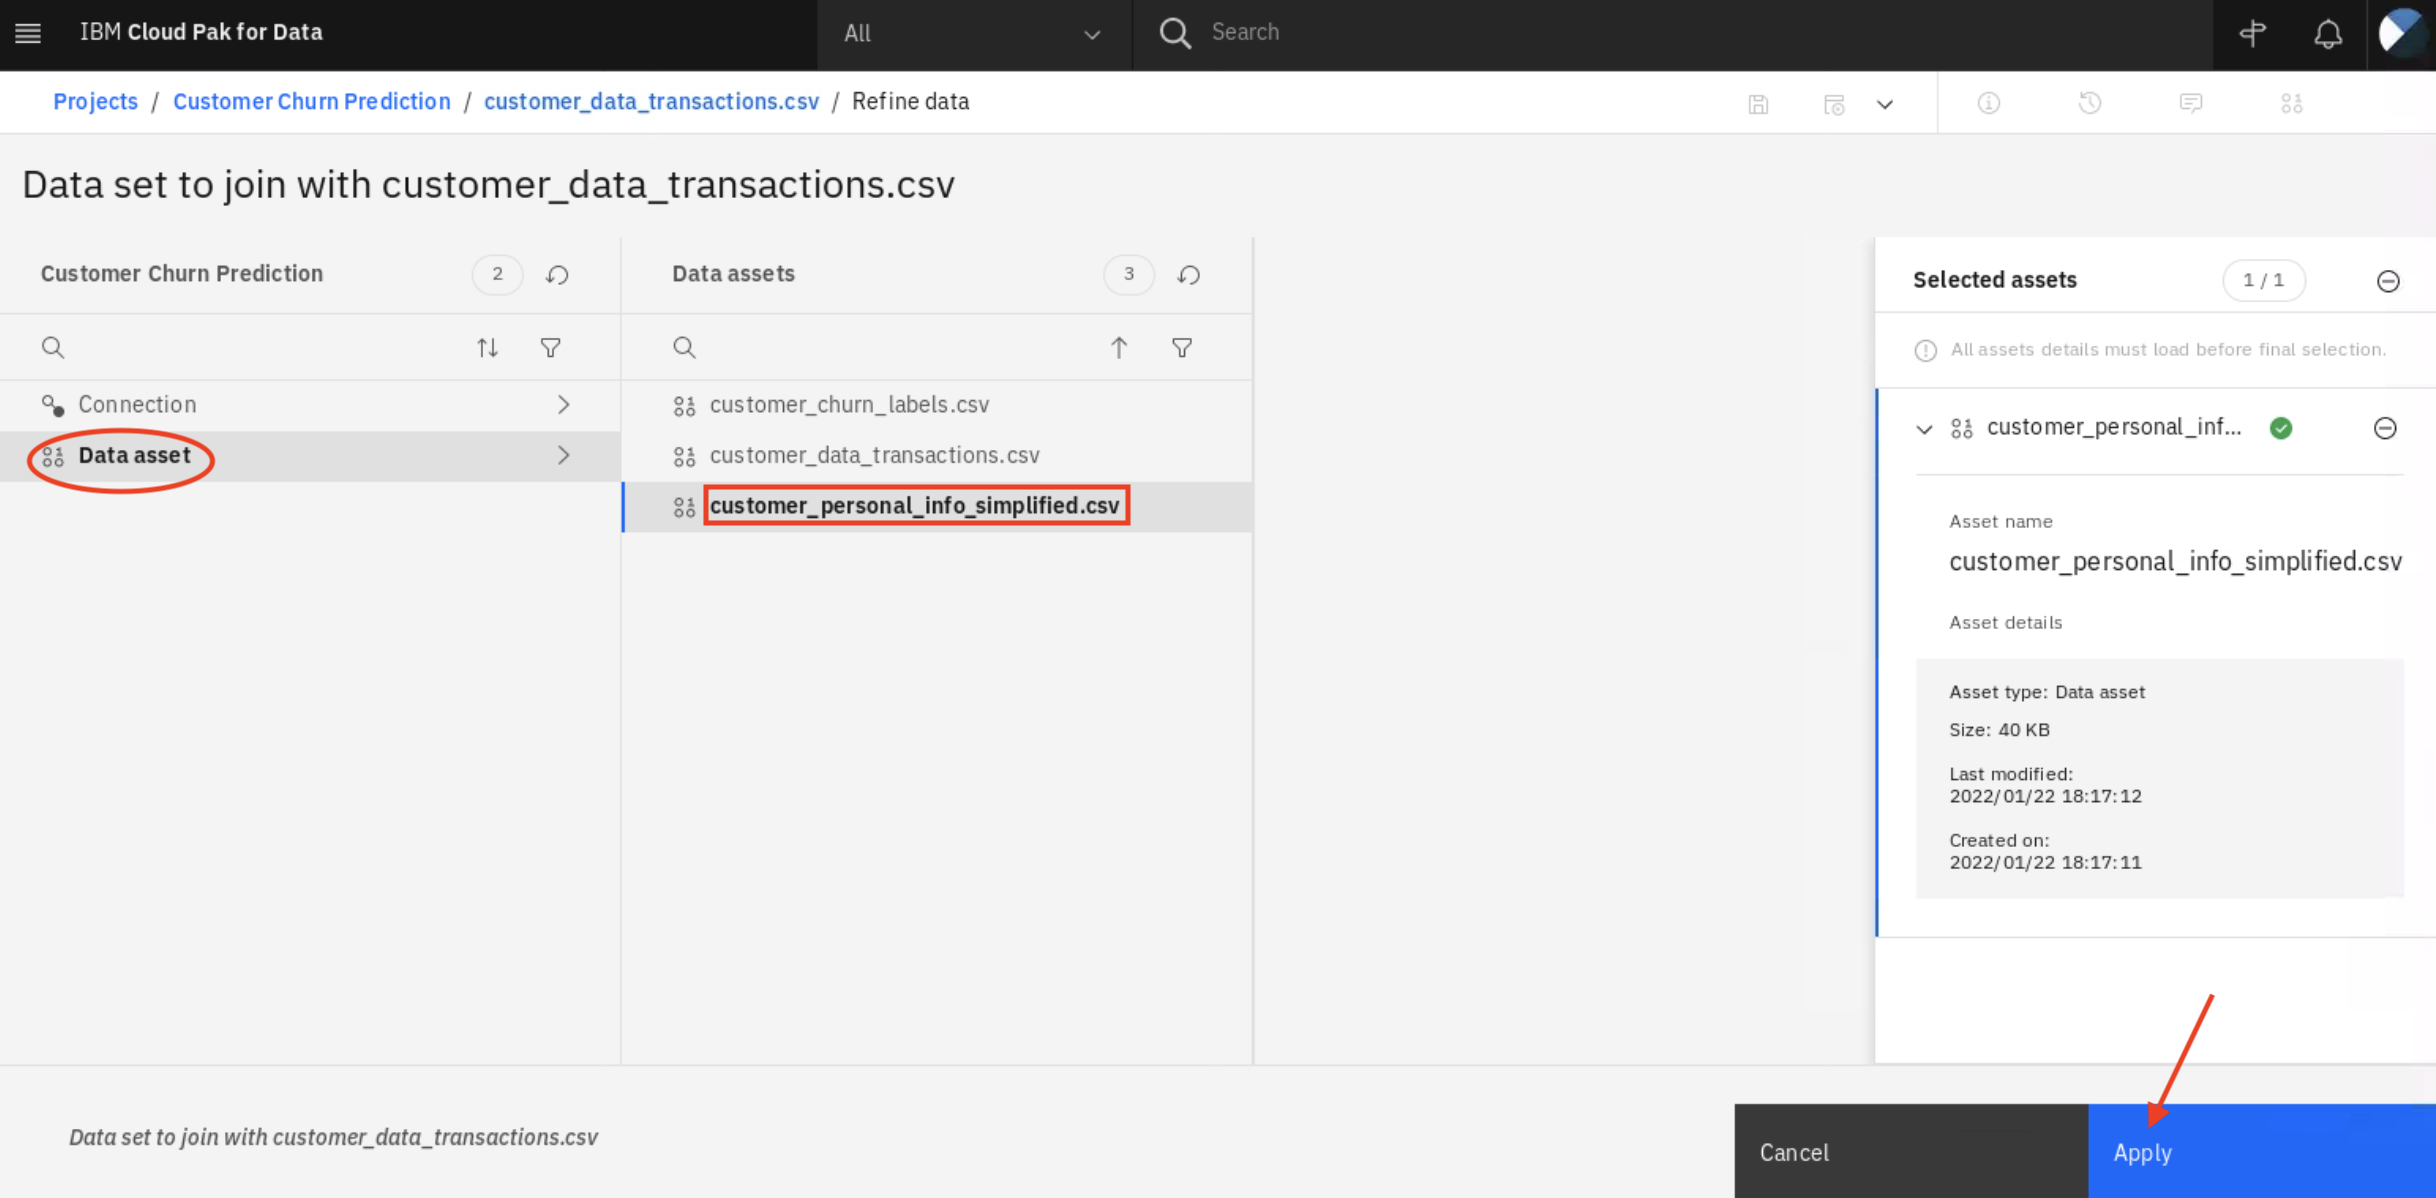 IBM Cloud Pak for Data
All
Search
Projects / Customer Churn Prediction / customer_data_transactions.csv / Refine data
Data set to join with customer_data_transactions.csv
Customer Churn Prediction
2
Connection
Data asset
Data assets
3
customer_churn_labels.csv
customer_data_transactions.csv
customer_personal_info_simplified.csv
Selected assets
1 / 1
All assets details must load before final selection.
customer_personal_inf...
Asset name
customer_personal_info_simplified.csv
Asset details
Asset type: Data asset
Size: 40 KB
Last modified:
2022/01/22 18:17:12
Created on:
2022/01/22 18:17:11
Data set to join with customer_data_transactions.csv
Cancel
Apply